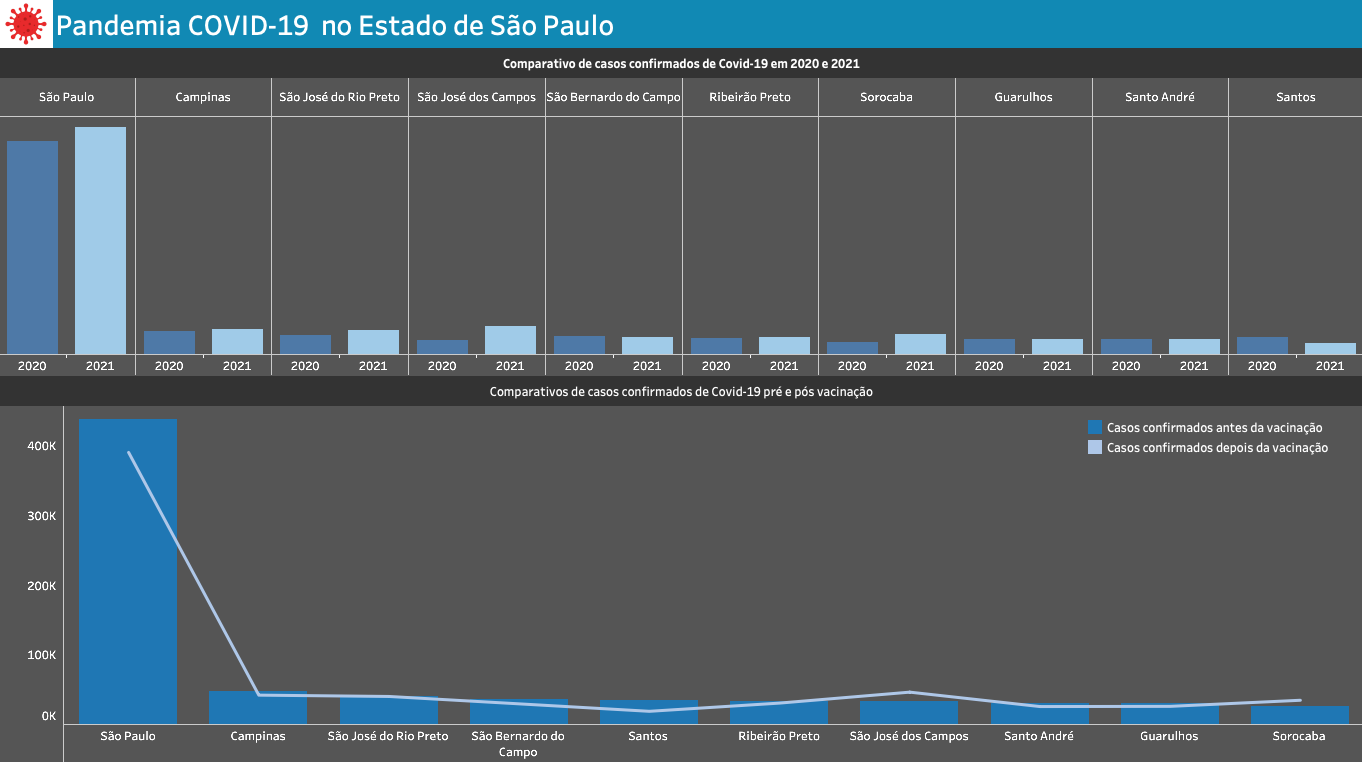 Pandemia COVID-19 no Estado de São Paulo
Comparativo de casos confirmados de Covid-19 em 2020 e 2021
São Paulo Campinas São José do Rio Preto São José dos Campos São Bernardo do Campo Ribeirão Preto Sorocaba Guarulhos Santo André Santos
2020 2021 2020 2021 2020 2021 2020 2021 2020 2021 2020 2021 2020 2021 2020 2021 2020 2021 2020 2021
Comparativos de casos confirmados de Covid-19 pré e pós vacinação
Casos confirmados antes da vacinação
Casos confirmados depois da vacinação
400K
300K
200K
100K
0K
São Paulo Campinas São José do Rio Preto São Bernardo do Campo Santos Ribeirão Preto São José dos Campos Santo André Guarulhos Sorocaba